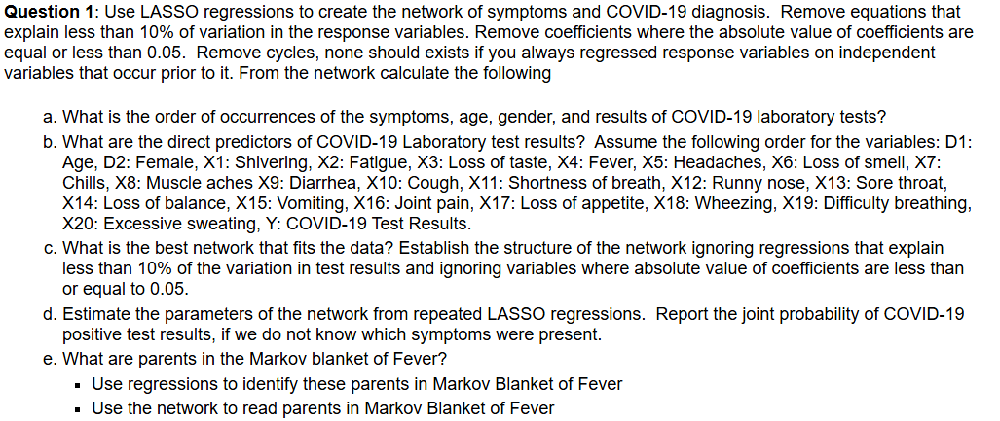 Question 1: Use LASSO regressions to create the network of symptoms and COVID-19 diagnosis.  Remove equations that
explain less than 10% of variation in the response variables. Remove coefficients where the absolute value of coefficients are
equal or less than 0.05.  Remove cycles, none should exists if you always regressed response variables on independent
variables that occur prior to it. From the network calculate the following
a. What is the order of occurrences of the symptoms, age, gender, and results of COVID-19 laboratory tests?
b. What are the direct predictors of COVID-19 Laboratory test results?  Assume the following order for the variables: D1:
Age, D2: Female, X1: Shivering, X2: Fatigue, X3: Loss of taste, X4: Fever, X5: Headaches, X6: Loss of smell, X7:
Chills, X8: Muscle aches X9: Diarrhea, X10: Cough, X11: Shortness of breath, X12: Runny nose, X13: Sore throat,
X14: Loss of balance, X15: Vomiting, X16: Joint pain, X17: Loss of appetite, X18: Wheezing, X19: Difficulty breathing,
X20: Excessive sweating, Y: COVID-19 Test Results.
c. What is the best network that fits the data? Establish the structure of the network ignoring regressions that explain
less than 10% of the variation in test results and ignoring variables where absolute value of coefficients are less than
or equal to 0.05.
d. Estimate the parameters of the network from repeated LASSO regressions.  Report the joint probability of COVID-19
positive test results, if we do not know which symptoms were present.
e. What are parents in the Markov blanket of Fever?
▪ Use regressions to identify these parents in Markov Blanket of Fever
▪ Use the network to read parents in Markov Blanket of Fever